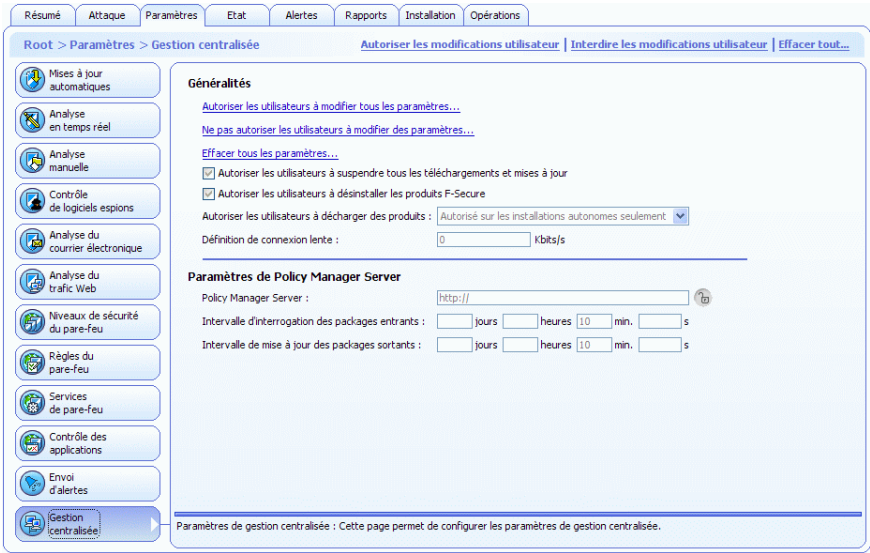 Résumé Attaque Paramètres Etat Alertes Rapports Installation Opérations
Root > Paramètres > Gestion centralisée
Autoriser les modifications utilisateur | Interdire les modifications utilisateur | Effacer tout...
Mises à jour
automatiques
Analyse
en temps réel
Analyse
manuelle
Contrôle
de logiciels espions
Analyse du
courrier électronique
Analyse du
trafic Web
Niveaux de sécurité
du pare-feu
Règles du
pare-feu
Services
de pare-feu
Contrôle des
applications
Envoi
d'alertes
Gestion
centralisée
Généralités
Autoriser les utilisateurs à modifier tous les paramètres...
Ne pas autoriser les utilisateurs à modifier des paramètres...
Effacer tous les paramètres...
Autoriser les utilisateurs à suspendre tous les téléchargements et mises à jour
Autoriser les utilisateurs à désinstaller les produits F-Secure
Autoriser les utilisateurs à décharger des produits : Autorisé sur les installations autonomes seulement
Définition de connexion lente : 0 Kbits/s
Paramètres de Policy Manager Server
Policy Manager Server : http://
Intervalle d'interrogation des packages entrants : jours heures 10 min. s
Intervalle de mise à jour des packages sortants : jours heures 10 min. s
Paramètres de gestion centralisée : Cette page permet de configurer les paramètres de gestion centralisée.